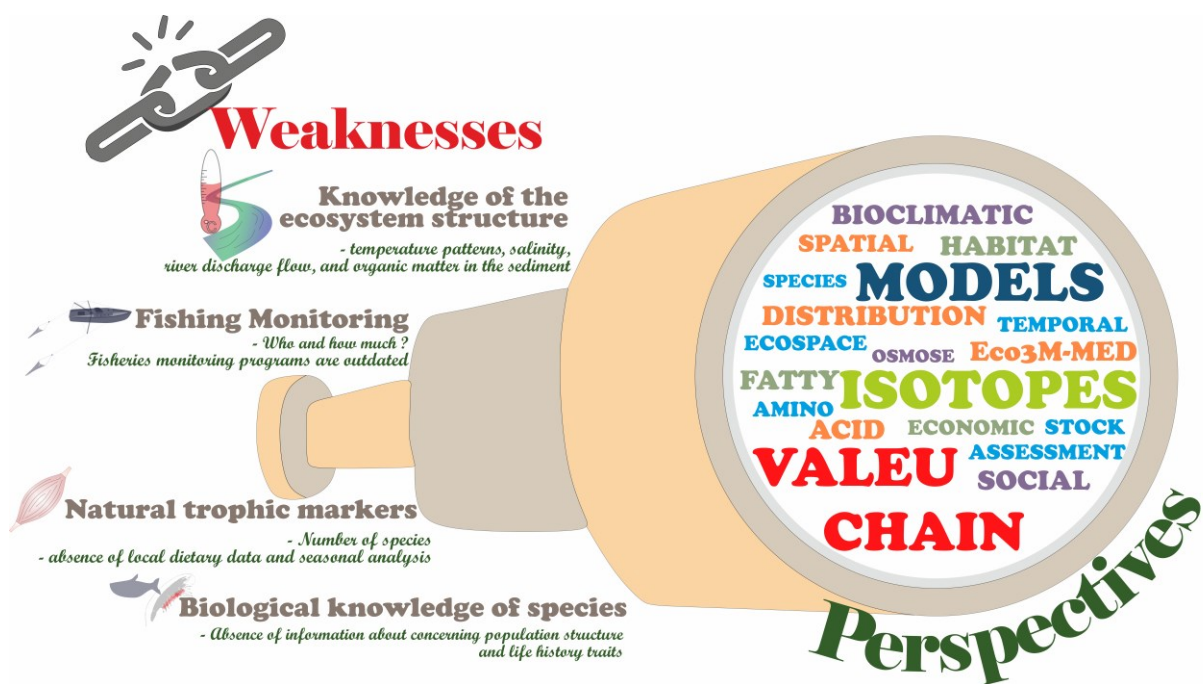 Weaknesses
Knowledge of the
ecosystem structure
- temperature patterns, salinity,
river discharge flow, and organic matter in the sediment
Fishing Monitoring
- Who and how much ?
Fisheries monitoring programs are outdated
Natural trophic markers
- Number of species
- absence of local dietary data and seasonal analysis
Biological knowledge of species
- Absence of information about concerning population structure
and life history traits
BIOCLIMATIC
SPATIAL HABITAT
SPECIES MODELS
DISTRIBUTION TEMPORAL
ECOSPACE OSMOSE Eco3M-MED
FATTY ISOTOPES
AMINO
ACID ECONOMIC STOCK
VALEU ASSESSMENT
SOCIAL
CHAIN
Perspectives
°C